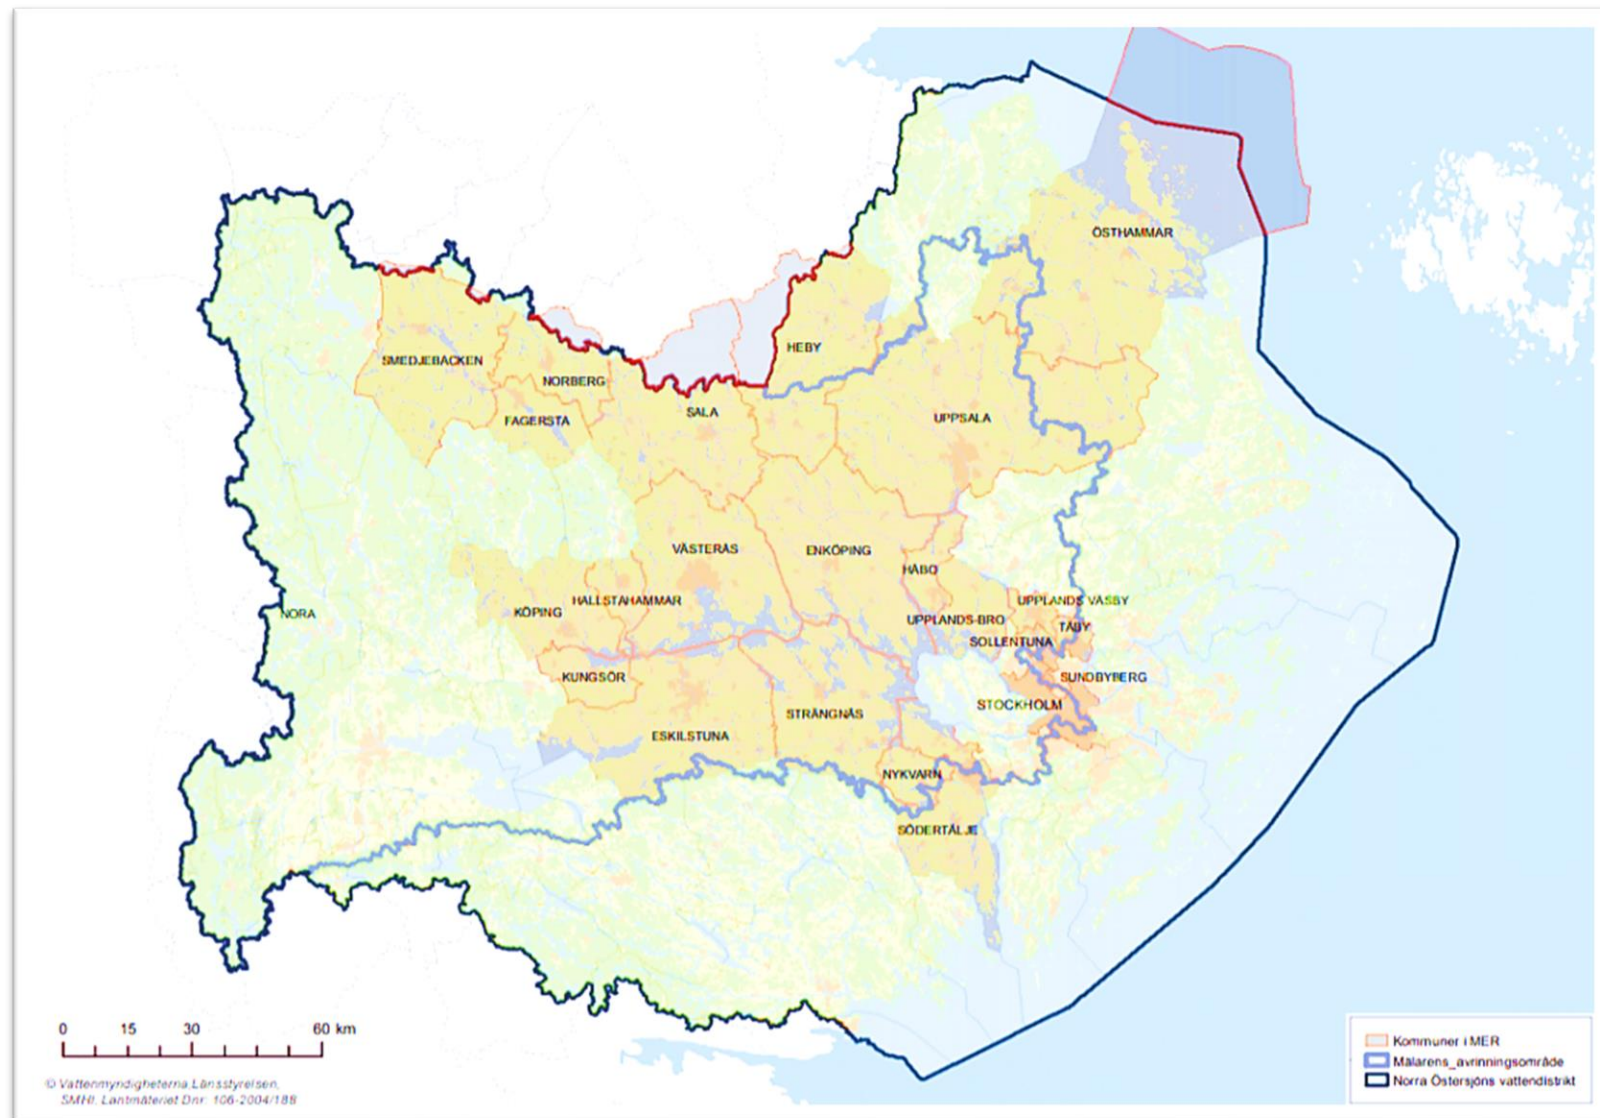 ÖSTHAMMAR
HEBY
SMEDJEBACKEN
NORBERG
SALA
FAGERSTA
UPPSALA
VÄSTERÅS
ENKÖPING
HÅBO
HALLSTAHAMMAR
UPPLANDS VÄSBY
KÖPING
NORA
UPPLANDS-BRO
TÄBY
SOLLENTUNA
KUNGSÖR
SUNDBYBERG
STOCKHOLM
STRÄNGNÄS
ESKILSTUNA
NYKVARN
SÖDERTÄLJE
0 15 30 60 km
Kommuner i MER
Mälarens_avrinningsområde
Norra Östersjöns vattendistrikt
© Vattenmyndigheterna, Länsstyrelsen,
SMHI, Lantmäteriet Dnr: 106-2004/188